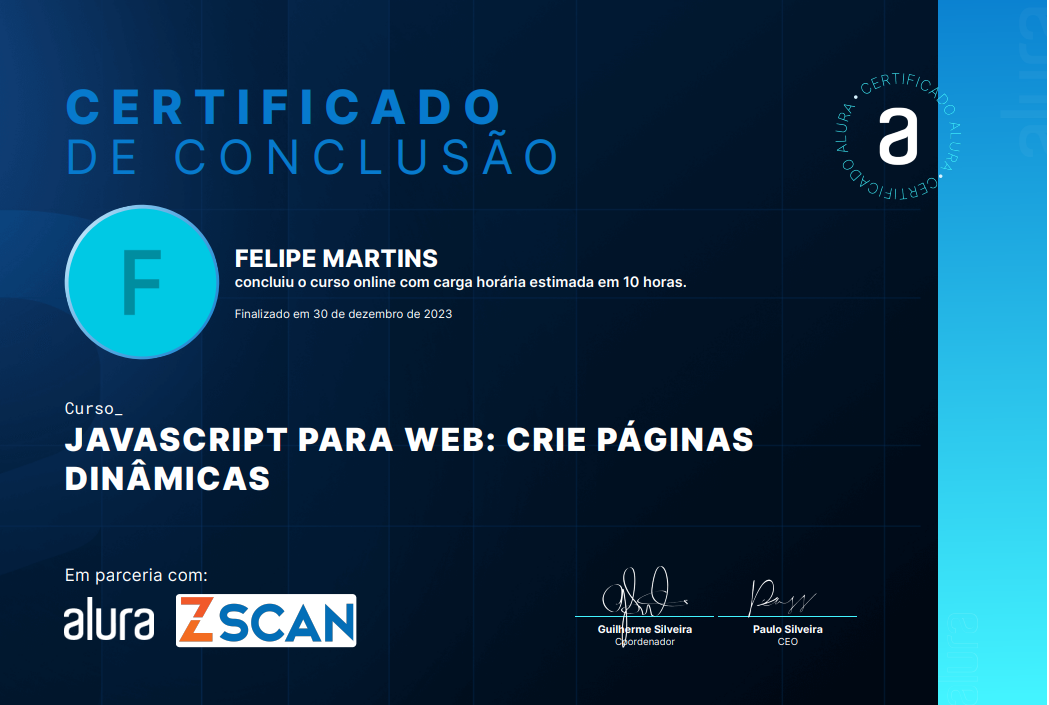 CERTIFICADO
DE CONCLUSÃO
CERTIFICADO ALURA • CERTIFICADO ALURA •
a
F
FELIPE MARTINS
concluiu o curso online com carga horária estimada em 10 horas.
Finalizado em 30 de dezembro de 2023
Curso_
JAVASCRIPT PARA WEB: CRIE PÁGINAS
DINÂMICAS
Em parceria com:
alura ZSCAN
Guilherme Silveira
Coordenador
Paulo Silveira
CEO
alura